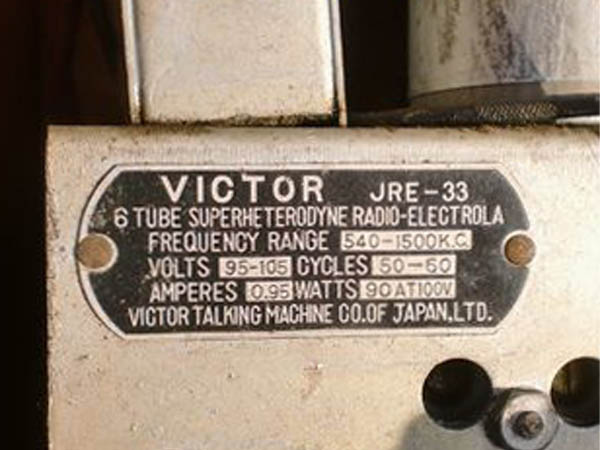 VICTOR JRE-33
6 TUBE SUPERHETERODYNE RADIO-ELECTROLA
FREQUENCY RANGE 540-1500K.C.
VOLTS 95-105 CYCLES 50-60
AMPERES 0.95 WATTS 90 AT 100V
VICTOR TALKING MACHINE CO. OF JAPAN, LTD.